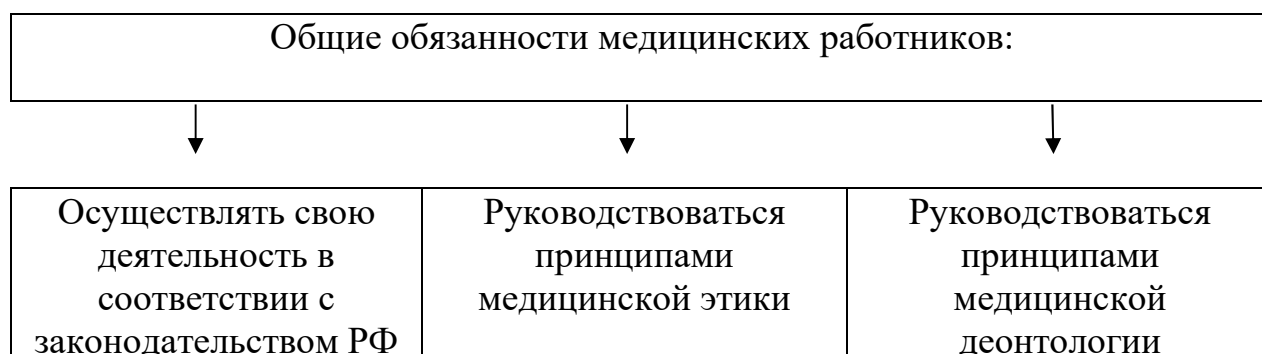 Общие обязанности медицинских работников:
Осуществлять свою
деятельность в
соответствии с
законодательством РФ
Руководствоваться
принципами
медицинской этики
Руководствоваться
принципами
медицинской
деонтологии